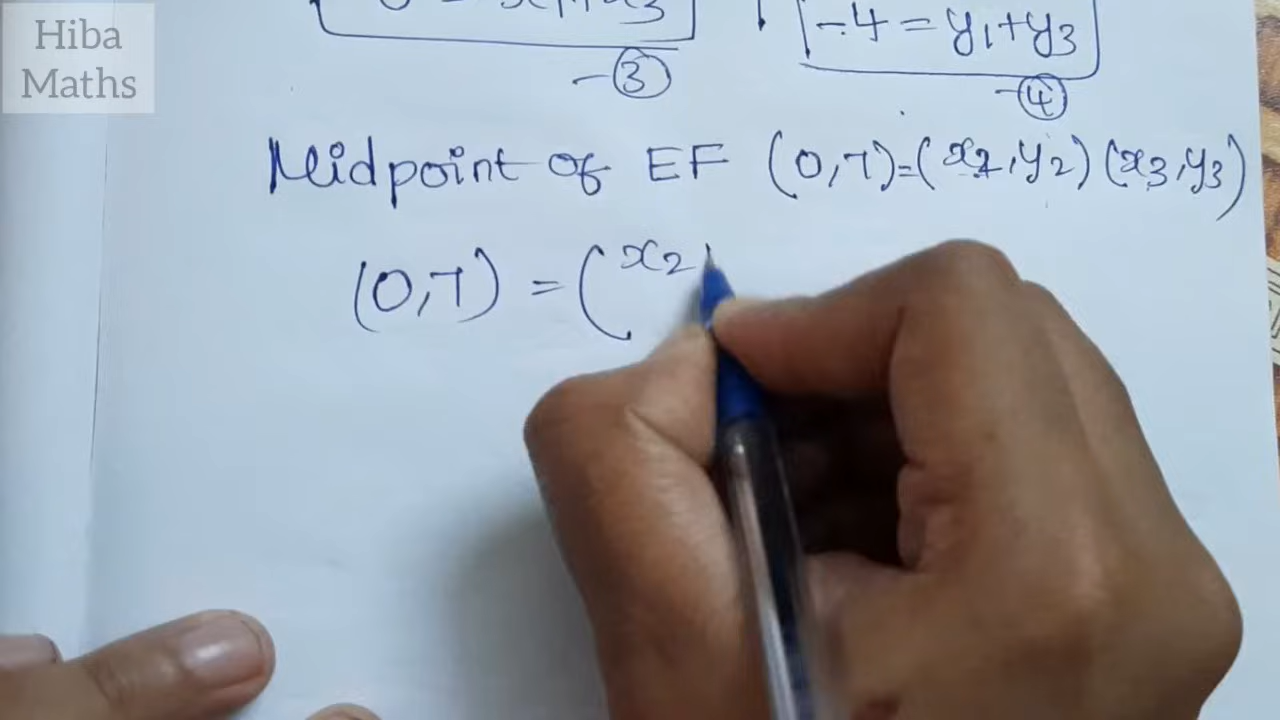 Hiba
Maths
-4 = y₁+y₃
-③
-④
Midpoint of EF (0,7)=(x₂,y₂)(x₃,y₃)
(0,7) = (x₂